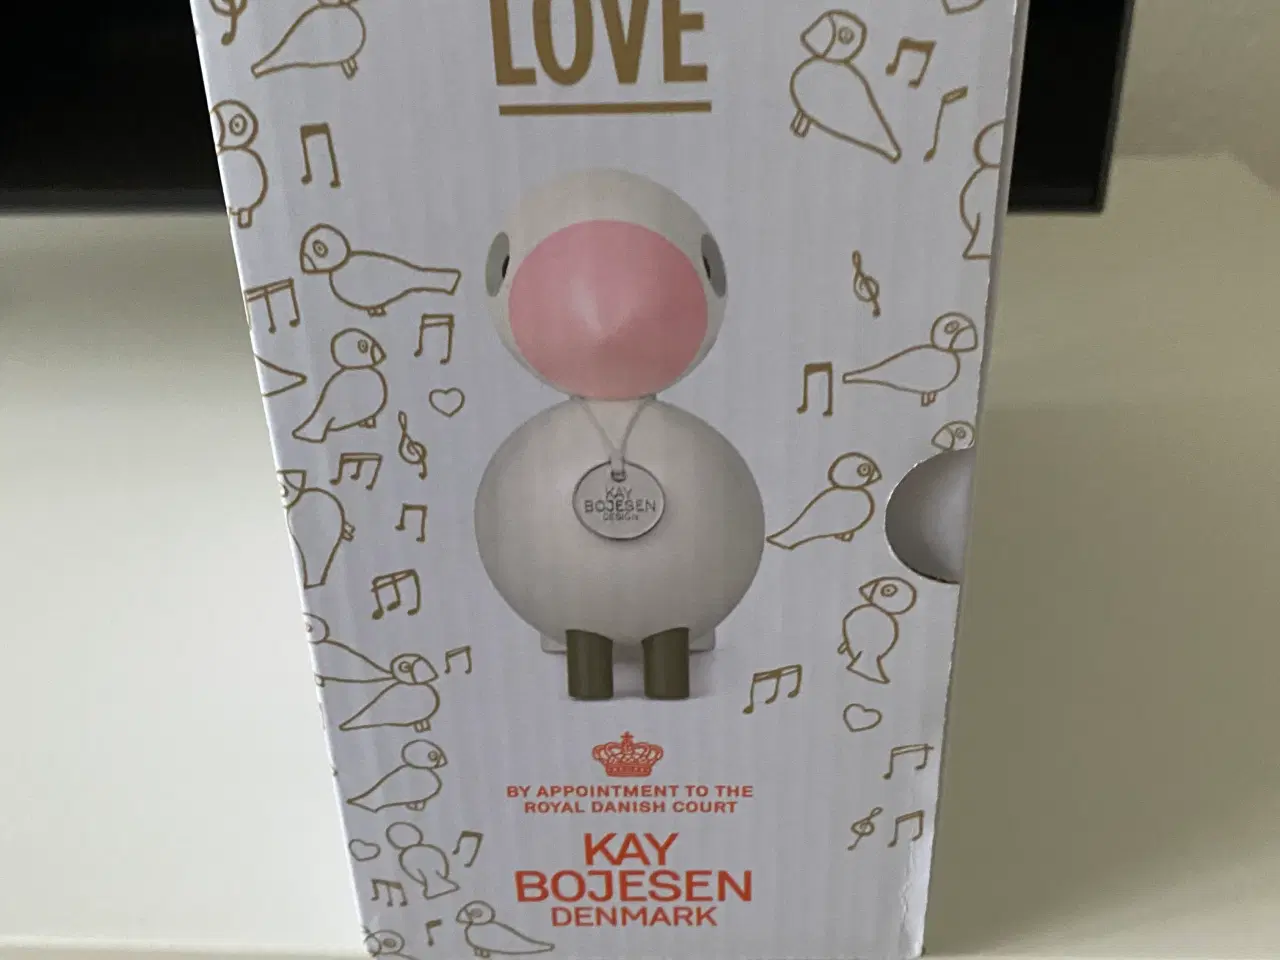 LOVE
KAY
BOJESEN
DESIGN
BY APPOINTMENT TO THE
ROYAL DANISH COURT
KAY
BOJESEN
DENMARK